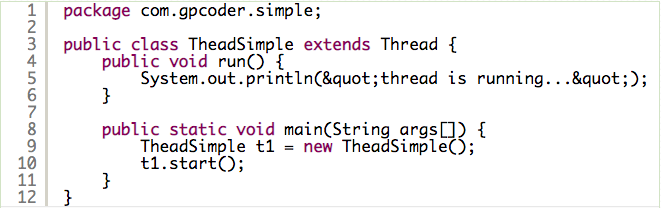 1 package com.gpcoder.simple;
2
3 public class TheadSimple extends Thread {
4     public void run() {
5         System.out.println(&quot;thread is running...&quot;);
6     }
7
8     public static void main(String args[]) {
9         TheadSimple t1 = new TheadSimple();
10         t1.start();
11     }
12 }